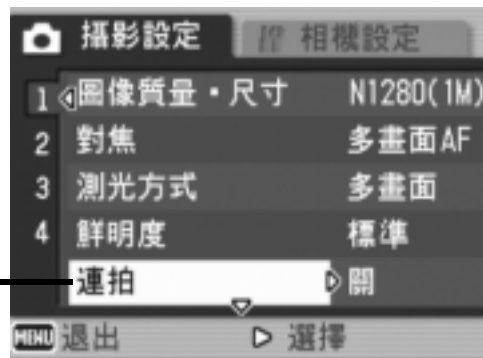 攝影設定 相機設定
1 圖像質量・尺寸 N1280(1M)
2 對焦 多畫面AF
3 測光方式 多畫面
4 鮮明度 標準
連拍 關
MENU 退出 選擇